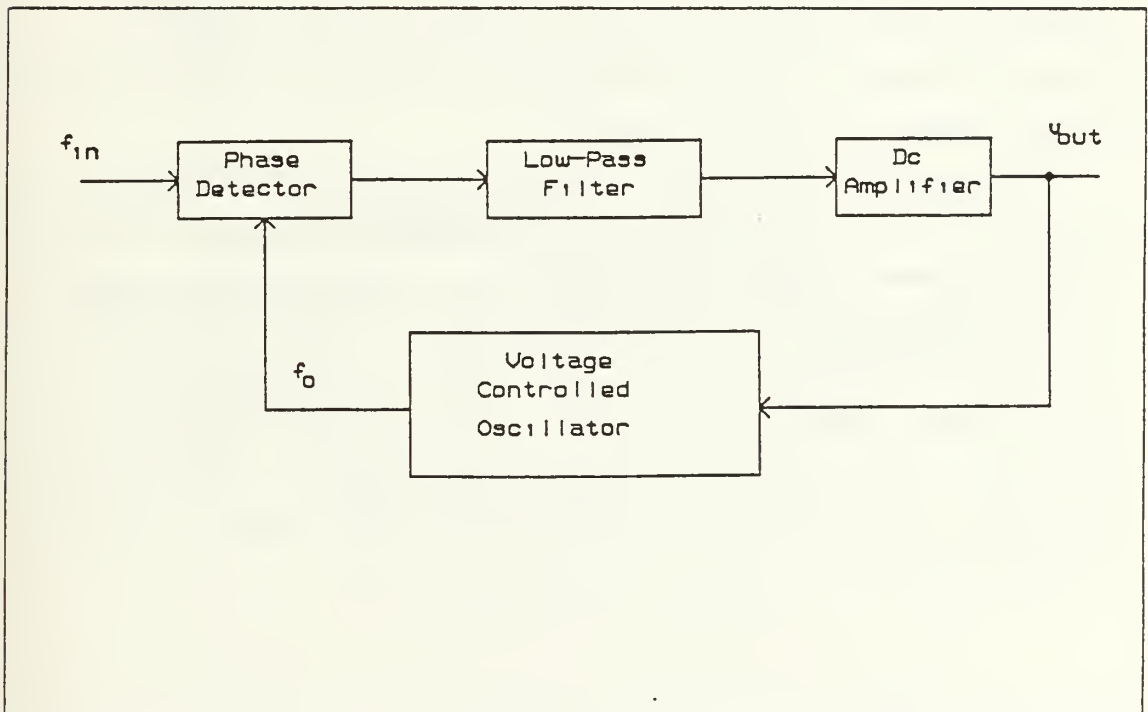 f_in
Phase
Detector
Low-Pass
Filter
Dc
Amplifier
v_out
Voltage
Controlled
Oscillator
f_o